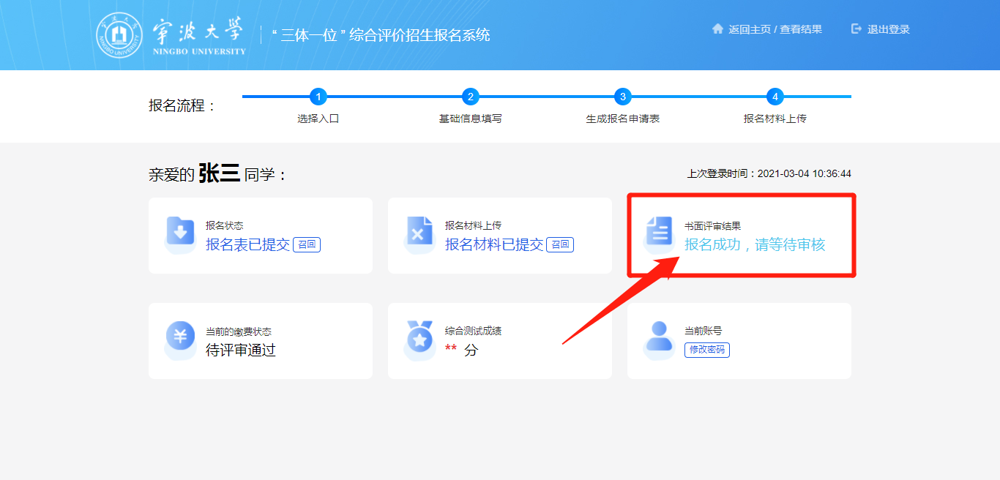 宁波大学
NINGBO UNIVERSITY
“三体一位”综合评价招生报名系统
返回主页 / 查看结果
退出登录
报名流程：
1
2
3
4
选择入口
基础信息填写
生成报名申请表
报名材料上传
亲爱的 张三 同学：
上次登录时间：2021-03-04 10:36:44
报名状态
报名表已提交 召回
报名材料上传
报名材料已提交 召回
书面评审结果
报名成功，请等待审核
当前的缴费状态
待评审通过
综合测试成绩
** 分
当前账号
修改密码